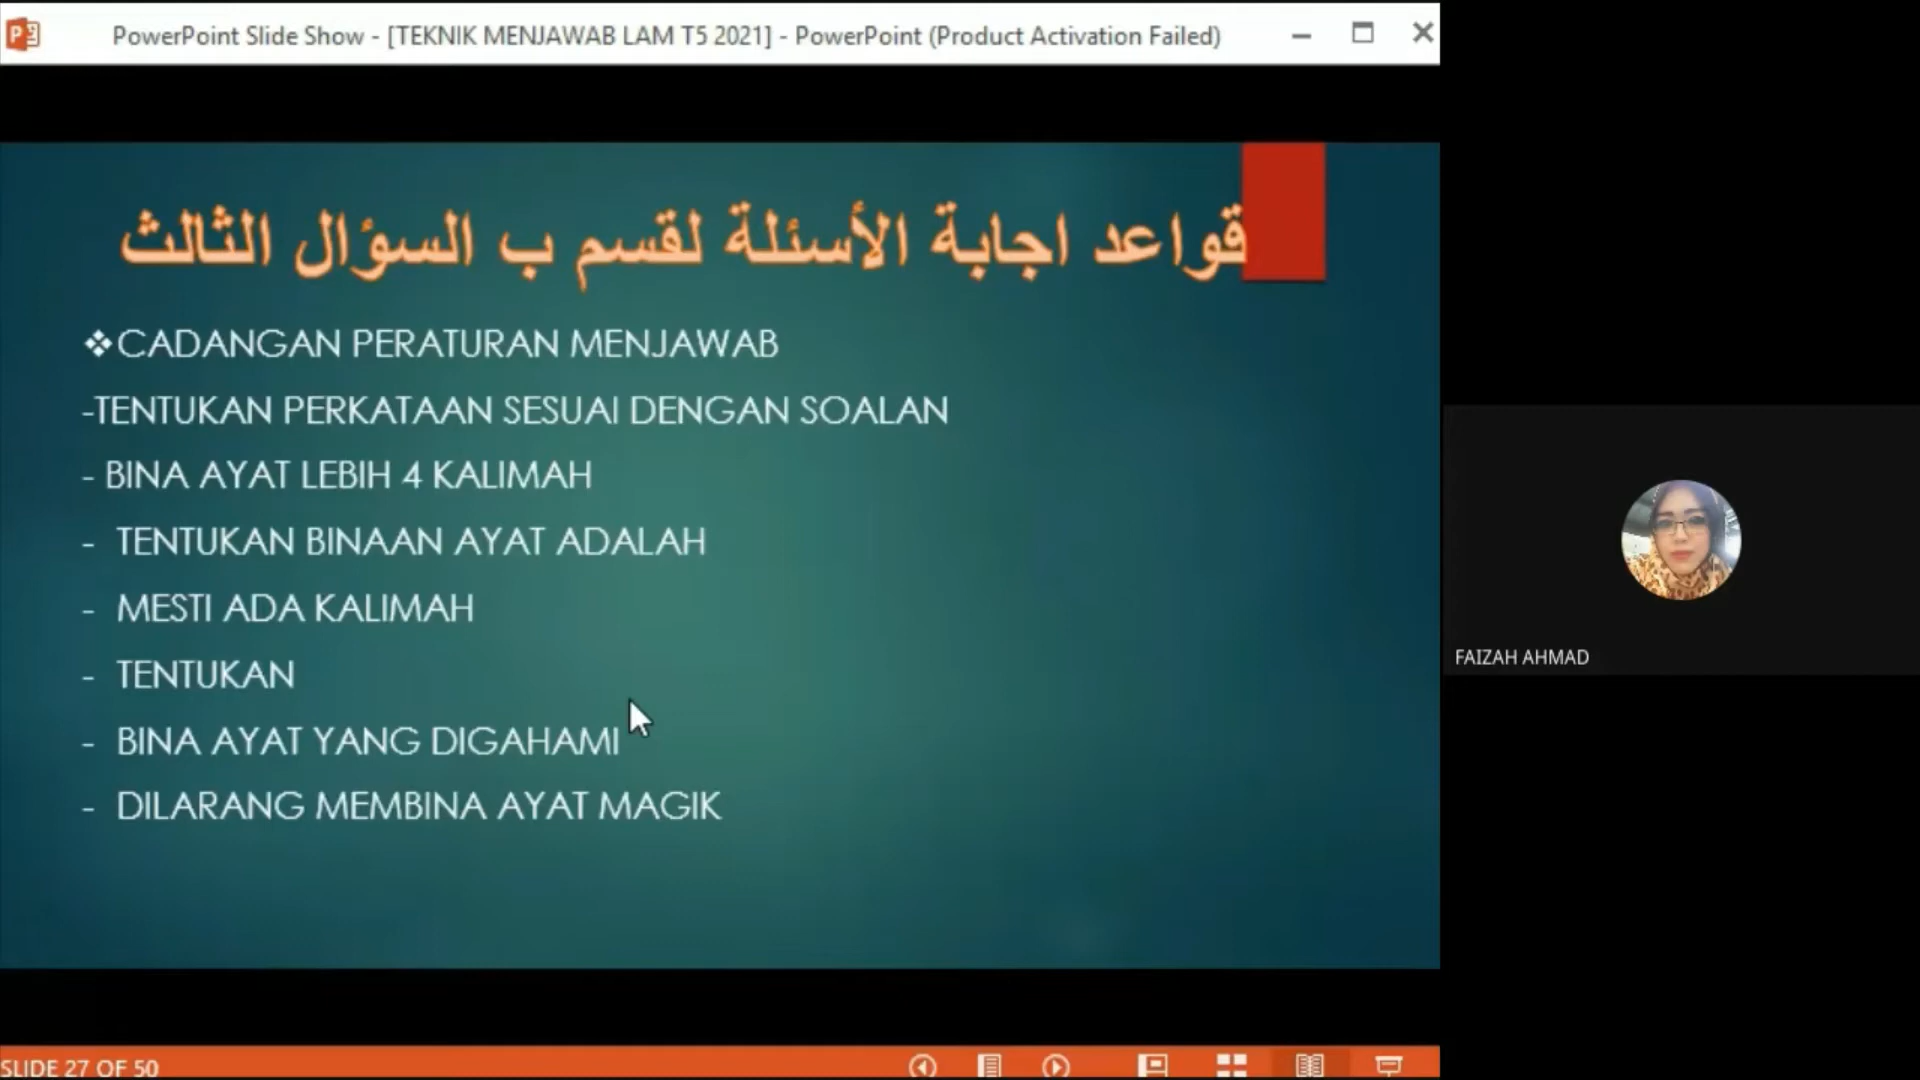 PowerPoint Slide Show - [TEKNIK MENJAWAB LAM T5 2021] - PowerPoint (Product Activation Failed)
قواعد اجابة الأسئلة لقسم ب السؤال الثالث
❖CADANGAN PERATURAN MENJAWAB
-TENTUKAN PERKATAAN SESUAI DENGAN SOALAN
- BINA AYAT LEBIH 4 KALIMAH
- TENTUKAN BINAAN AYAT ADALAH
- MESTI ADA KALIMAH
- TENTUKAN
- BINA AYAT YANG DIGAHAMI
- DILARANG MEMBINA AYAT MAGIK
FAIZAH AHMAD
SLIDE 27 OF 50